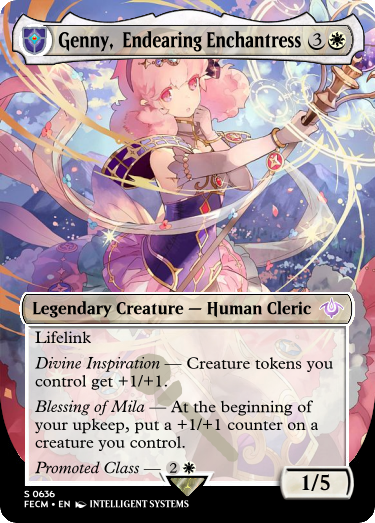 Genny, Endearing Enchantress 3
Legendary Creature — Human Cleric
Lifelink
Divine Inspiration — Creature tokens you
control get +1/+1.
Blessing of Mila — At the beginning of
your upkeep, put a +1/+1 counter on a
creature you control.
Promoted Class — 2
1/5
S 0636
FECM • EN INTELLIGENT SYSTEMS